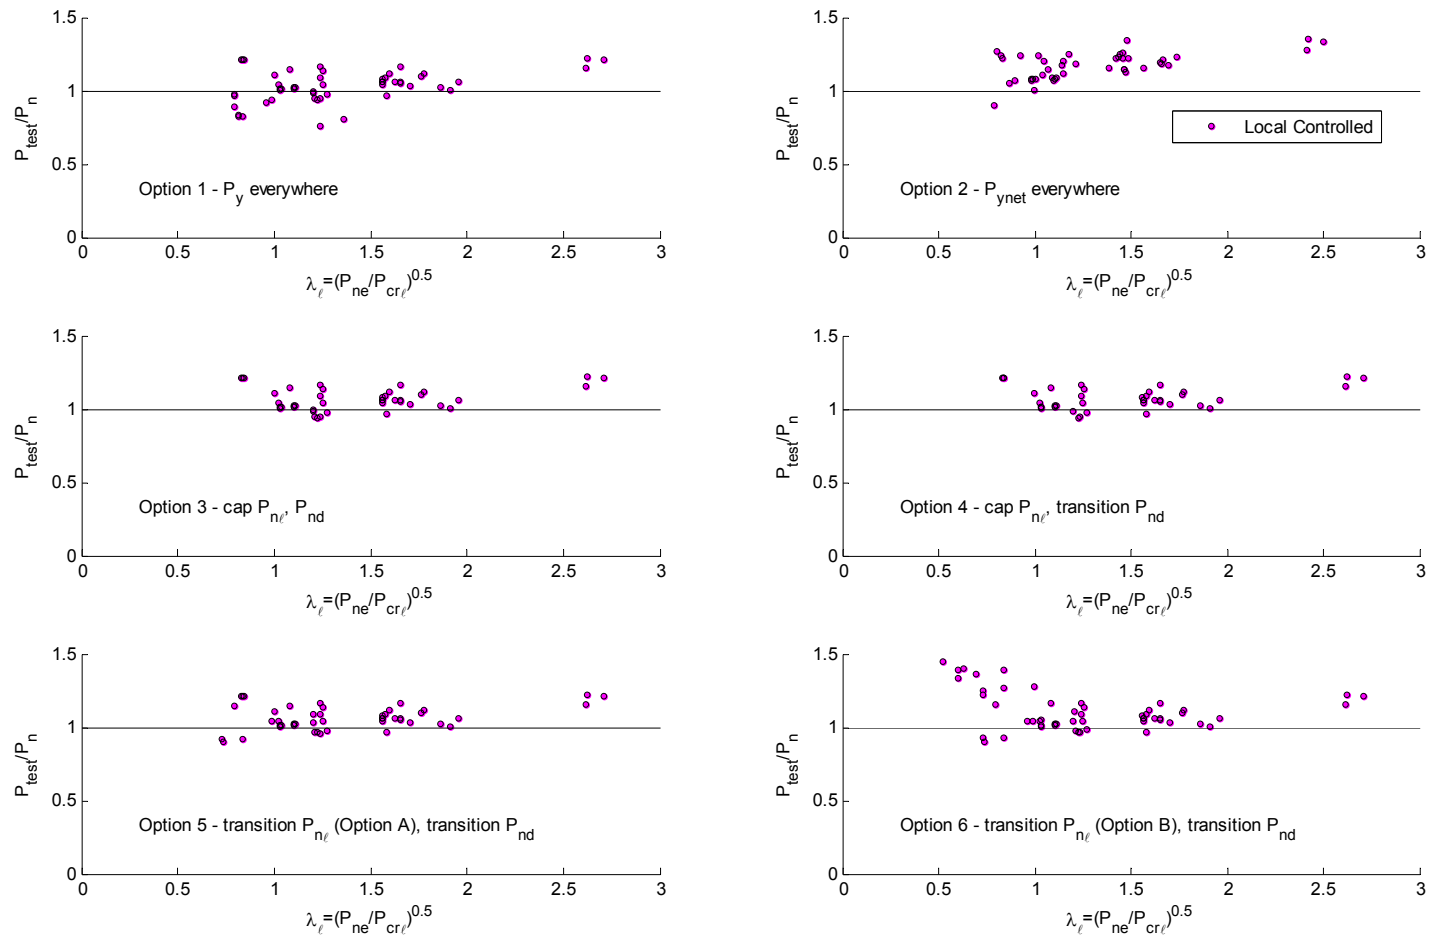 1.5
1
0.5
0
P_test/P_n
Option 1 - P_y everywhere
0 0.5 1 1.5 2 2.5 3
λ_ℓ=(P_ne/P_crℓ)^0.5
1.5
1
0.5
0
P_test/P_n
Local Controlled
Option 2 - P_ynet everywhere
0 0.5 1 1.5 2 2.5 3
λ_ℓ=(P_ne/P_crℓ)^0.5
1.5
1
0.5
0
P_test/P_n
Option 3 - cap P_nℓ, P_nd
0 0.5 1 1.5 2 2.5 3
λ_ℓ=(P_ne/P_crℓ)^0.5
1.5
1
0.5
0
P_test/P_n
Option 4 - cap P_nℓ, transition P_nd
0 0.5 1 1.5 2 2.5 3
λ_ℓ=(P_ne/P_crℓ)^0.5
1.5
1
0.5
0
P_test/P_n
Option 5 - transition P_nℓ (Option A), transition P_nd
0 0.5 1 1.5 2 2.5 3
λ_ℓ=(P_ne/P_crℓ)^0.5
1.5
1
0.5
0
P_test/P_n
Option 6 - transition P_nℓ (Option B), transition P_nd
0 0.5 1 1.5 2 2.5 3
λ_ℓ=(P_ne/P_crℓ)^0.5